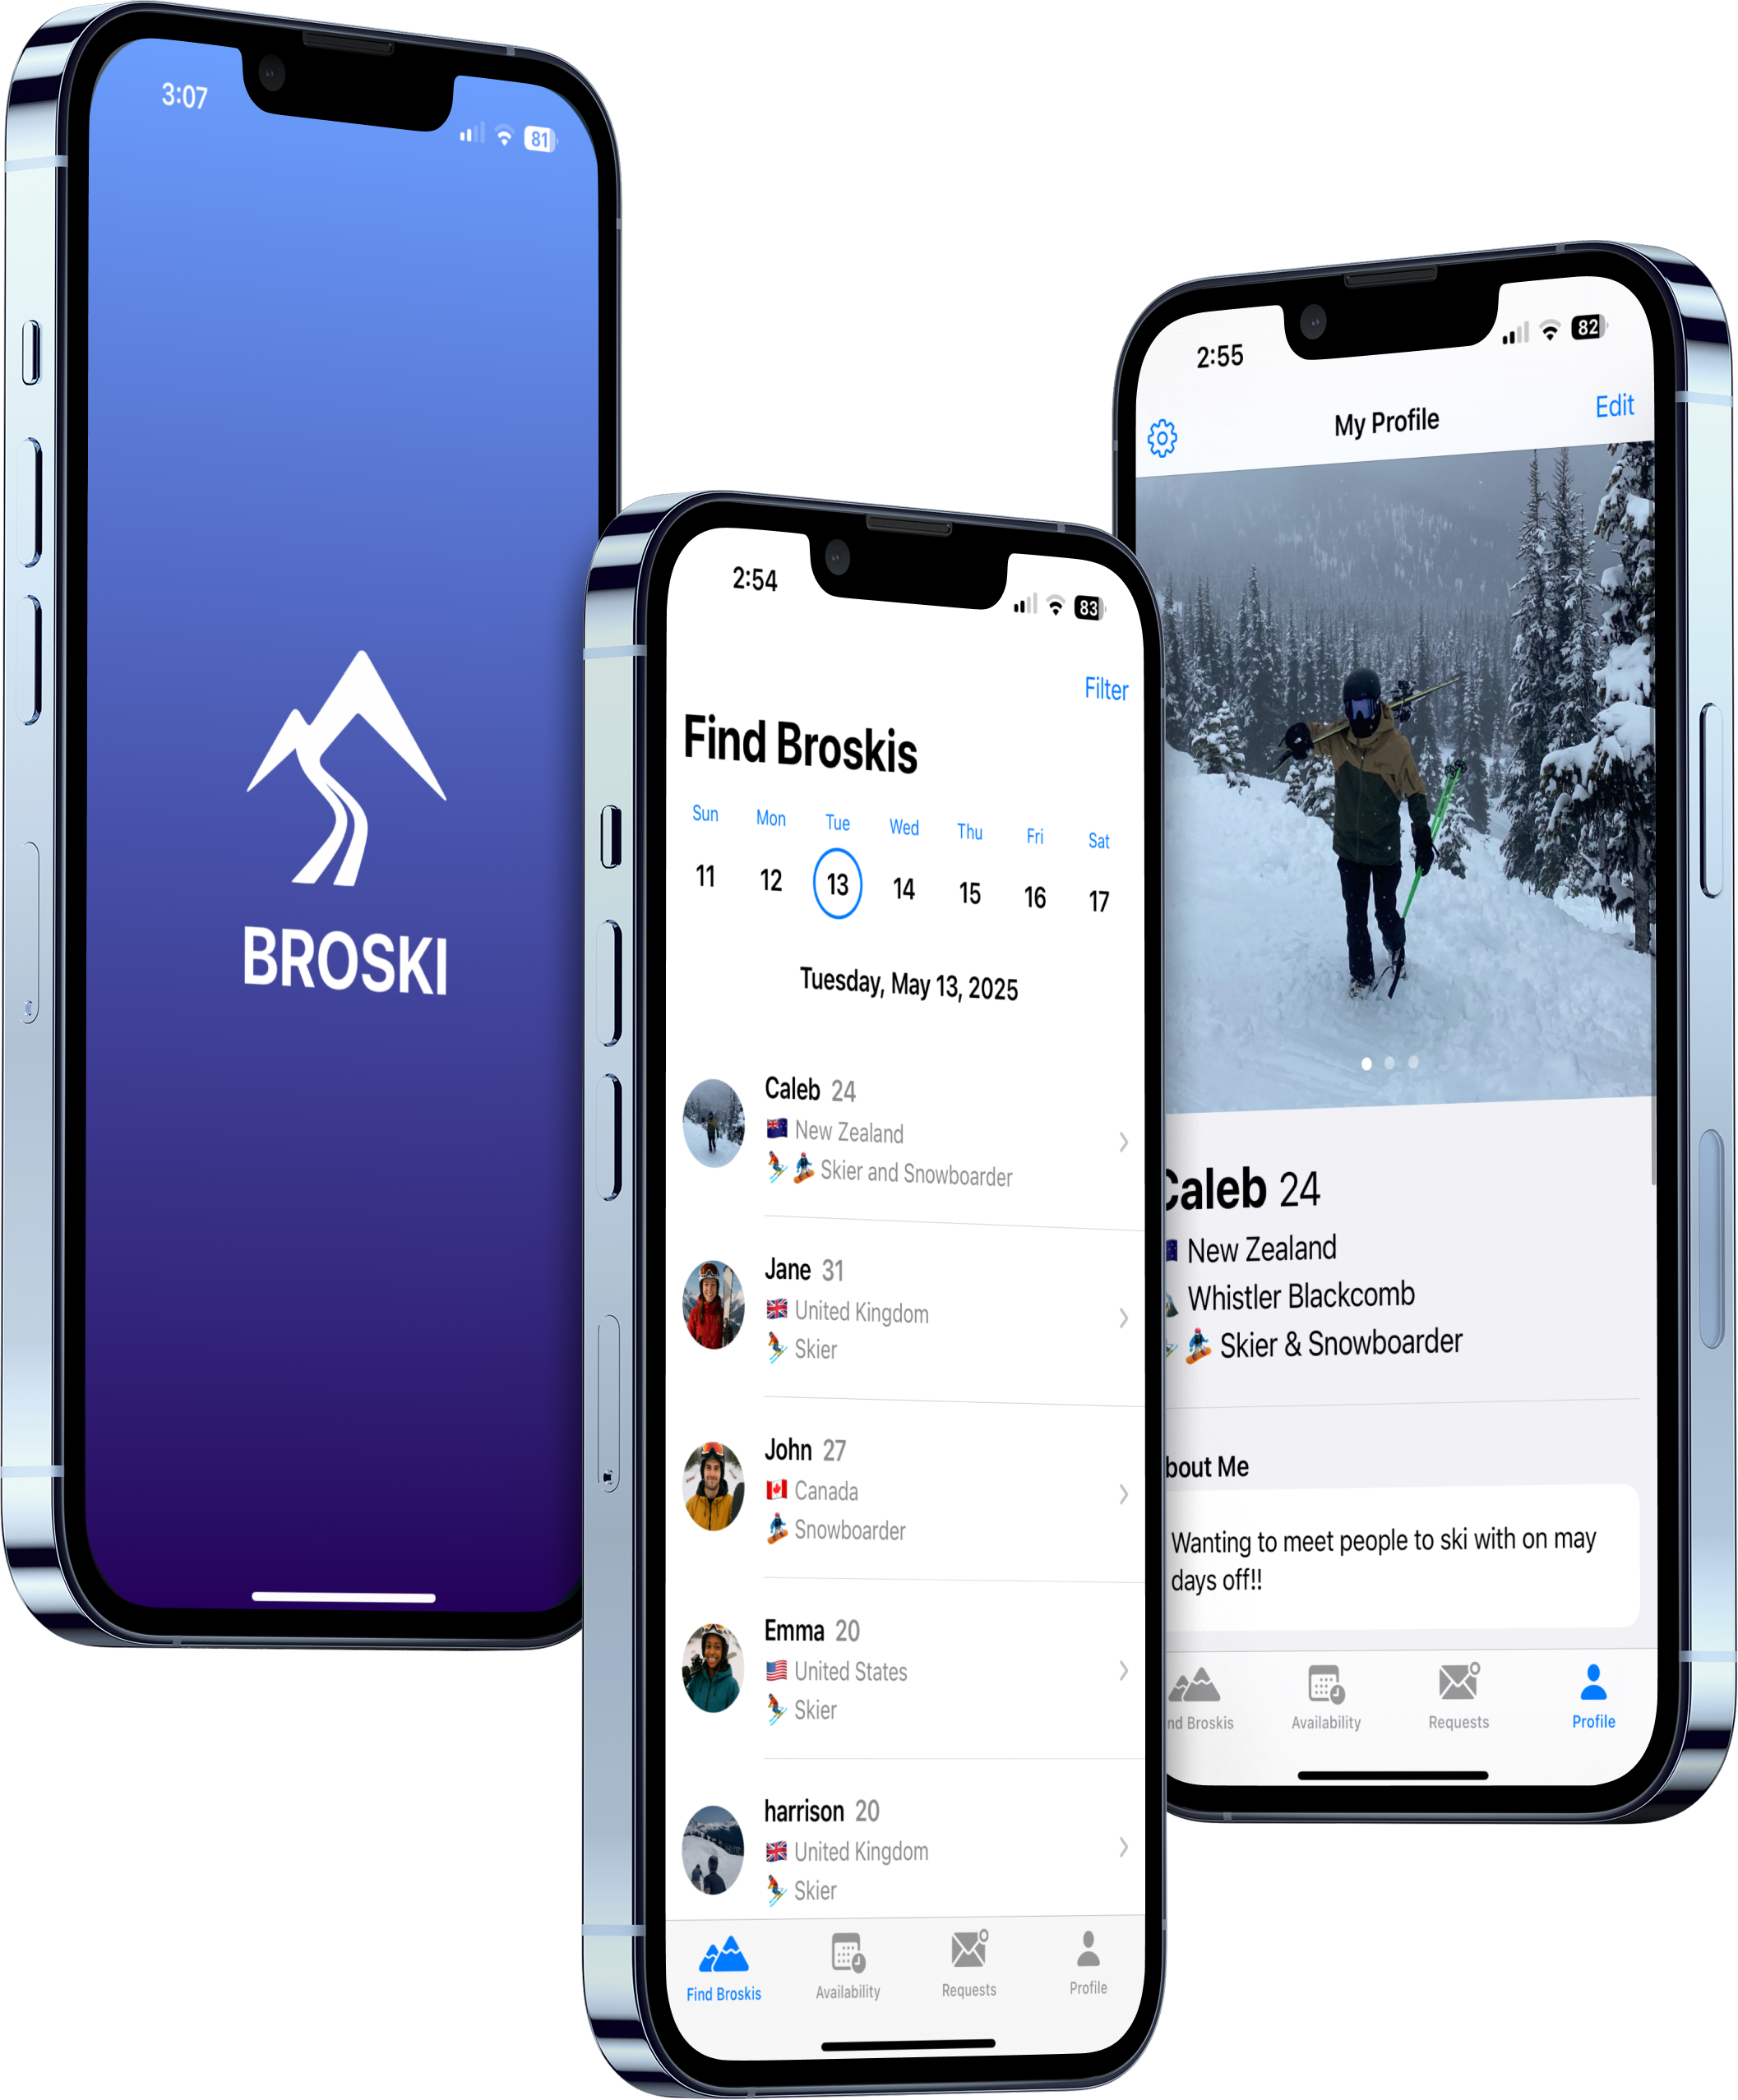 3:07
81
BROSKI
2:54
83
Filter
Find Broskis
Sun Mon Tue Wed Thu Fri Sat
11 12 13 14 15 16 17
Tuesday, May 13, 2025
Caleb 24
New Zealand
Skier and Snowboarder
Jane 31
United Kingdom
Skier
John 27
Canada
Snowboarder
Emma 20
United States
Skier
harrison 20
United Kingdom
Skier
Find Broskis Availability Requests Profile
2:55
82
My Profile
Edit
Caleb 24
New Zealand
Whistler Blackcomb
Skier & Snowboarder
bout Me
Wanting to meet people to ski with on may
days off!!
nd Broskis Availability Requests Profile